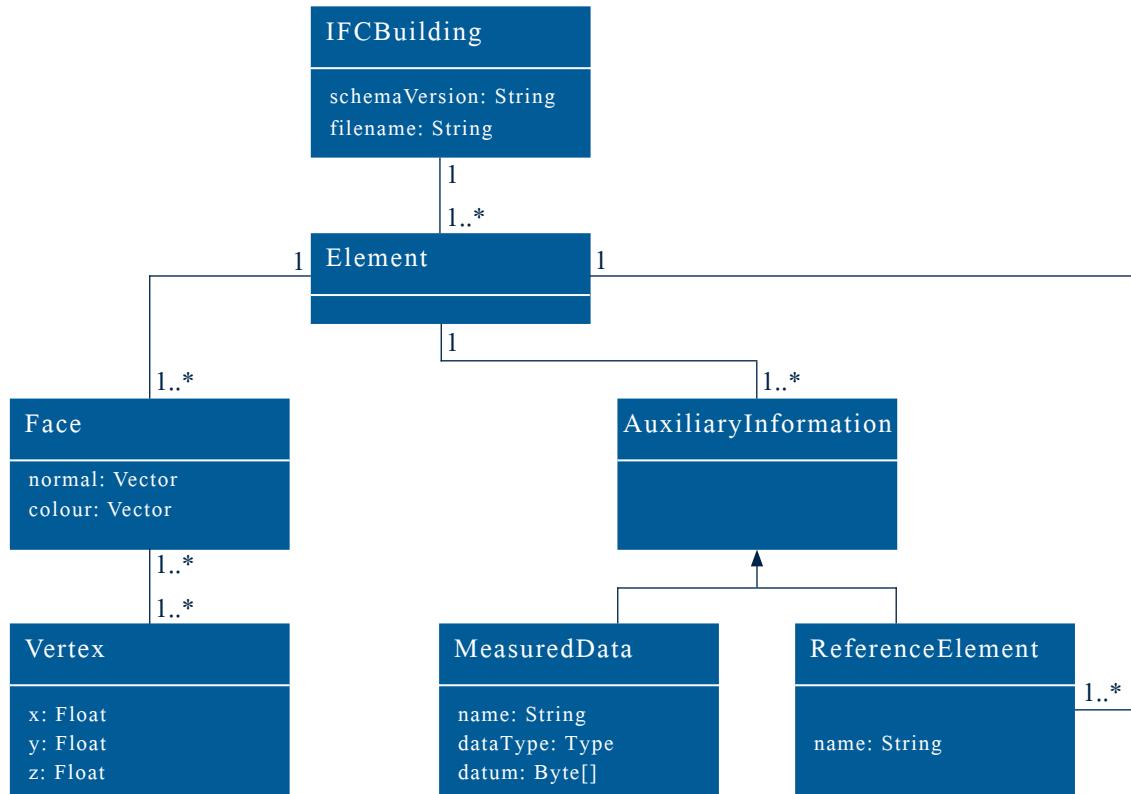 IFCBuilding
schemaVersion: String
filename: String
1
1..*
1
Element
1
1
1..*
1..*
Face
normal: Vector
colour: Vector
AuxiliaryInformation
1..*
1..*
Vertex
x: Float
y: Float
z: Float
MeasuredData
name: String
dataType: Type
datum: Byte[]
ReferenceElement
name: String
1..*